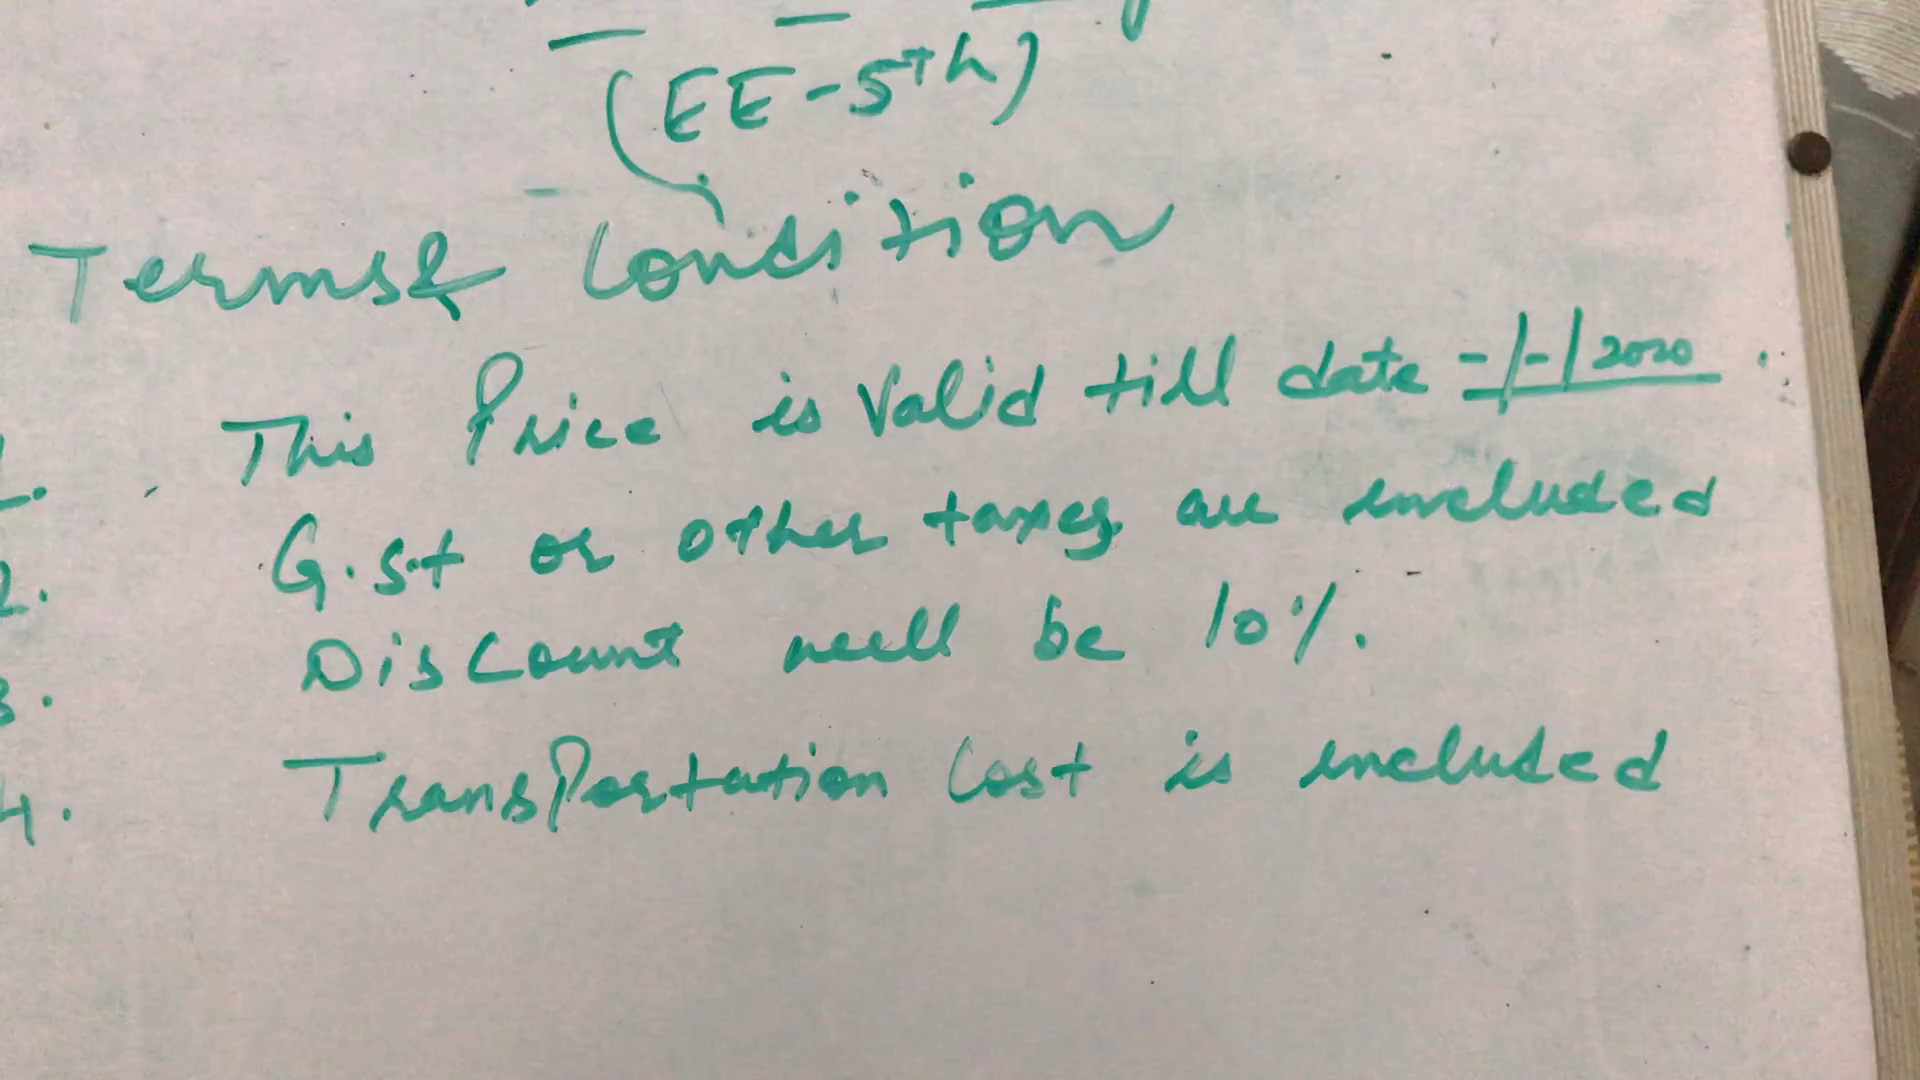 (EE-5th)
Terms & Condition
1. This Price is Valid till date -/-/2020
2. G.S.t or other taxes are included
3. Discount will be 10%.
4. Transportation Cost is included